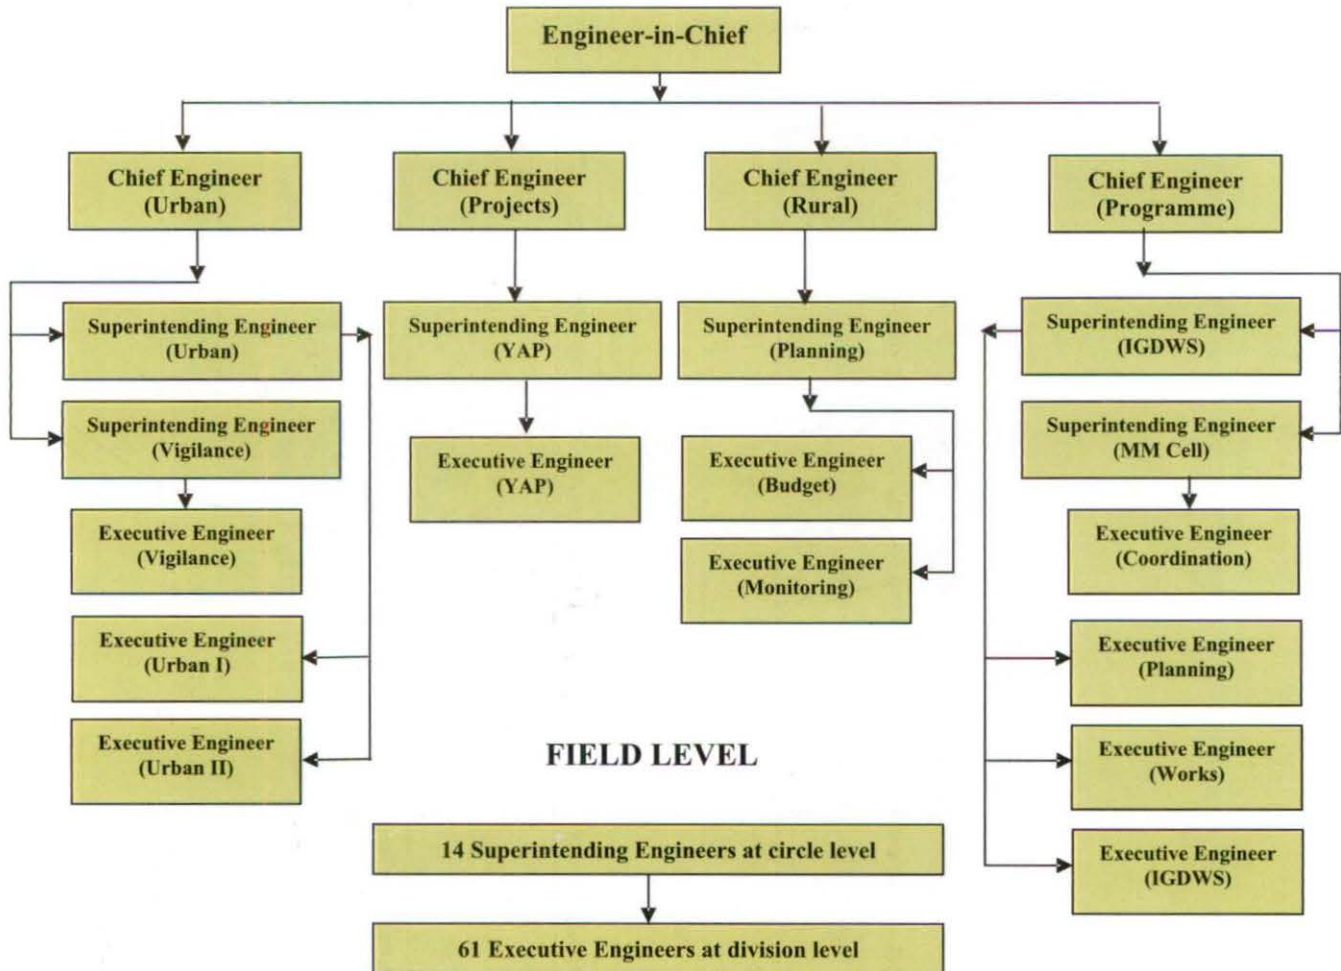 Engineer-in-Chief
Chief Engineer
(Urban)
Chief Engineer
(Projects)
Chief Engineer
(Rural)
Chief Engineer
(Programme)
Superintending Engineer
(Urban)
Superintending Engineer
(YAP)
Superintending Engineer
(Planning)
Superintending Engineer
(IGDWS)
Superintending Engineer
(Vigilance)
Executive Engineer
(YAP)
Executive Engineer
(Budget)
Superintending Engineer
(MM Cell)
Executive Engineer
(Vigilance)
Executive Engineer
(Monitoring)
Executive Engineer
(Coordination)
Executive Engineer
(Urban I)
Executive Engineer
(Planning)
Executive Engineer
(Urban II)
Executive Engineer
(Works)
Executive Engineer
(IGDWS)
FIELD LEVEL
14 Superintending Engineers at circle level
61 Executive Engineers at division level